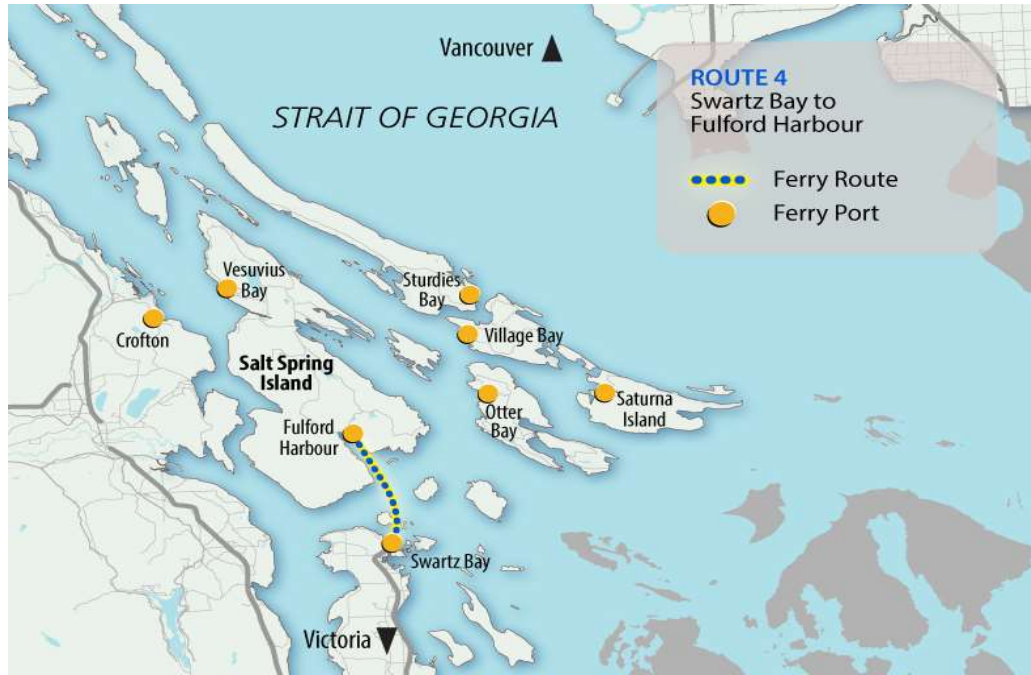 Vancouver
STRAIT OF GEORGIA
ROUTE 4
Swartz Bay to
Fulford Harbour
Ferry Route
Ferry Port
Vesuvius
Bay
Sturdies
Bay
Crofton
Village Bay
Salt Spring
Island
Saturna
Island
Otter
Bay
Fulford
Harbour
Swartz Bay
Victoria